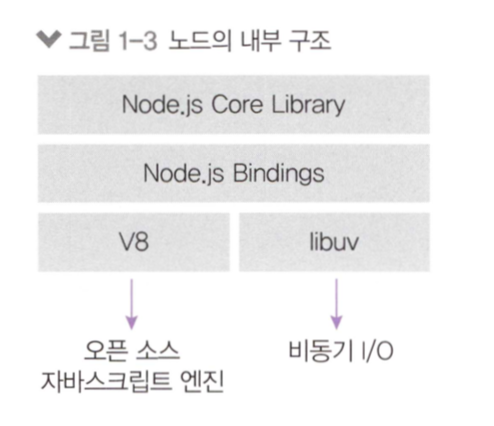 그림 1-3 노드의 내부 구조
Node.js Core Library
Node.js Bindings
V8
libuv
오픈 소스
자바스크립트 엔진
비동기 I/O